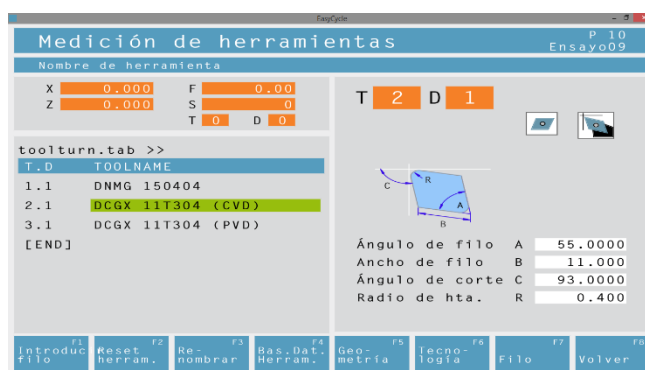 EasyCycle
Medición de herramientas
P 10
Ensayo09
Nombre de herramienta
X 0.000 F 0.00
Z 0.000 S 0
T 0 D 0
T 2 D 1
toolturn.tab >>
T.D TOOLNAME
1.1 DNMG 150404
2.1 DCGX 11T304 (CVD)
3.1 DCGX 11T304 (PVD)
[END]
C R A B
Ángulo de filo A 55.0000
Ancho de filo B 11.000
Ángulo de corte C 93.0000
Radio de hta. R 0.400
F1 F2 F3 F4 F5 F6 F7 F8
Introduc Reset Re- Bas.Dat. Geo- Tecno-
filo herram. nombrar Herram. metría logía Filo Volver